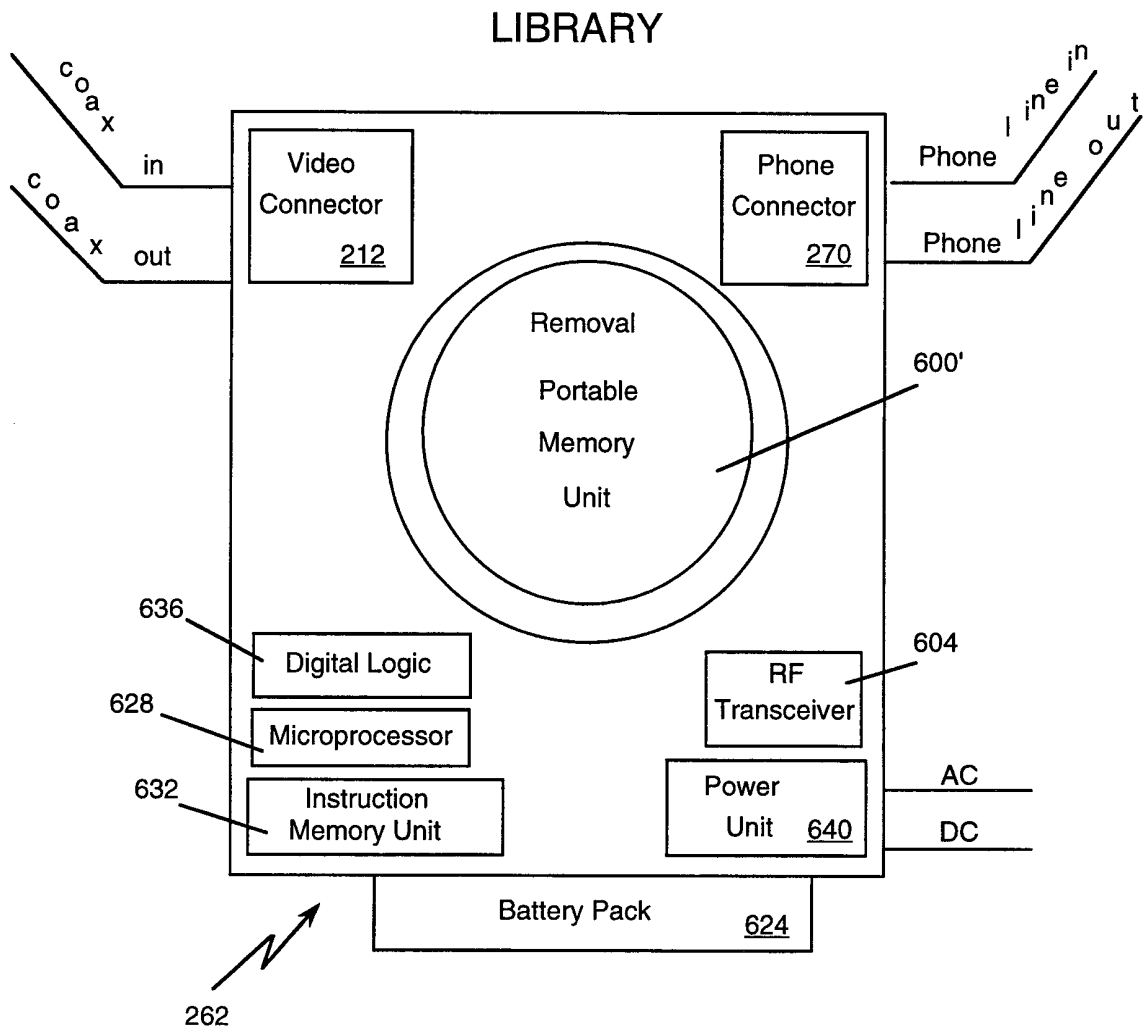 LIBRARY
coax in
coax out
Video
Connector
212
Phone
Connector
270
Phone line in
Phone line out
Removal
Portable
Memory
Unit
600'
636
Digital Logic
628
Microprocessor
632
Instruction
Memory Unit
RF
Transceiver
604
Power
Unit 640
AC
DC
Battery Pack 624
262